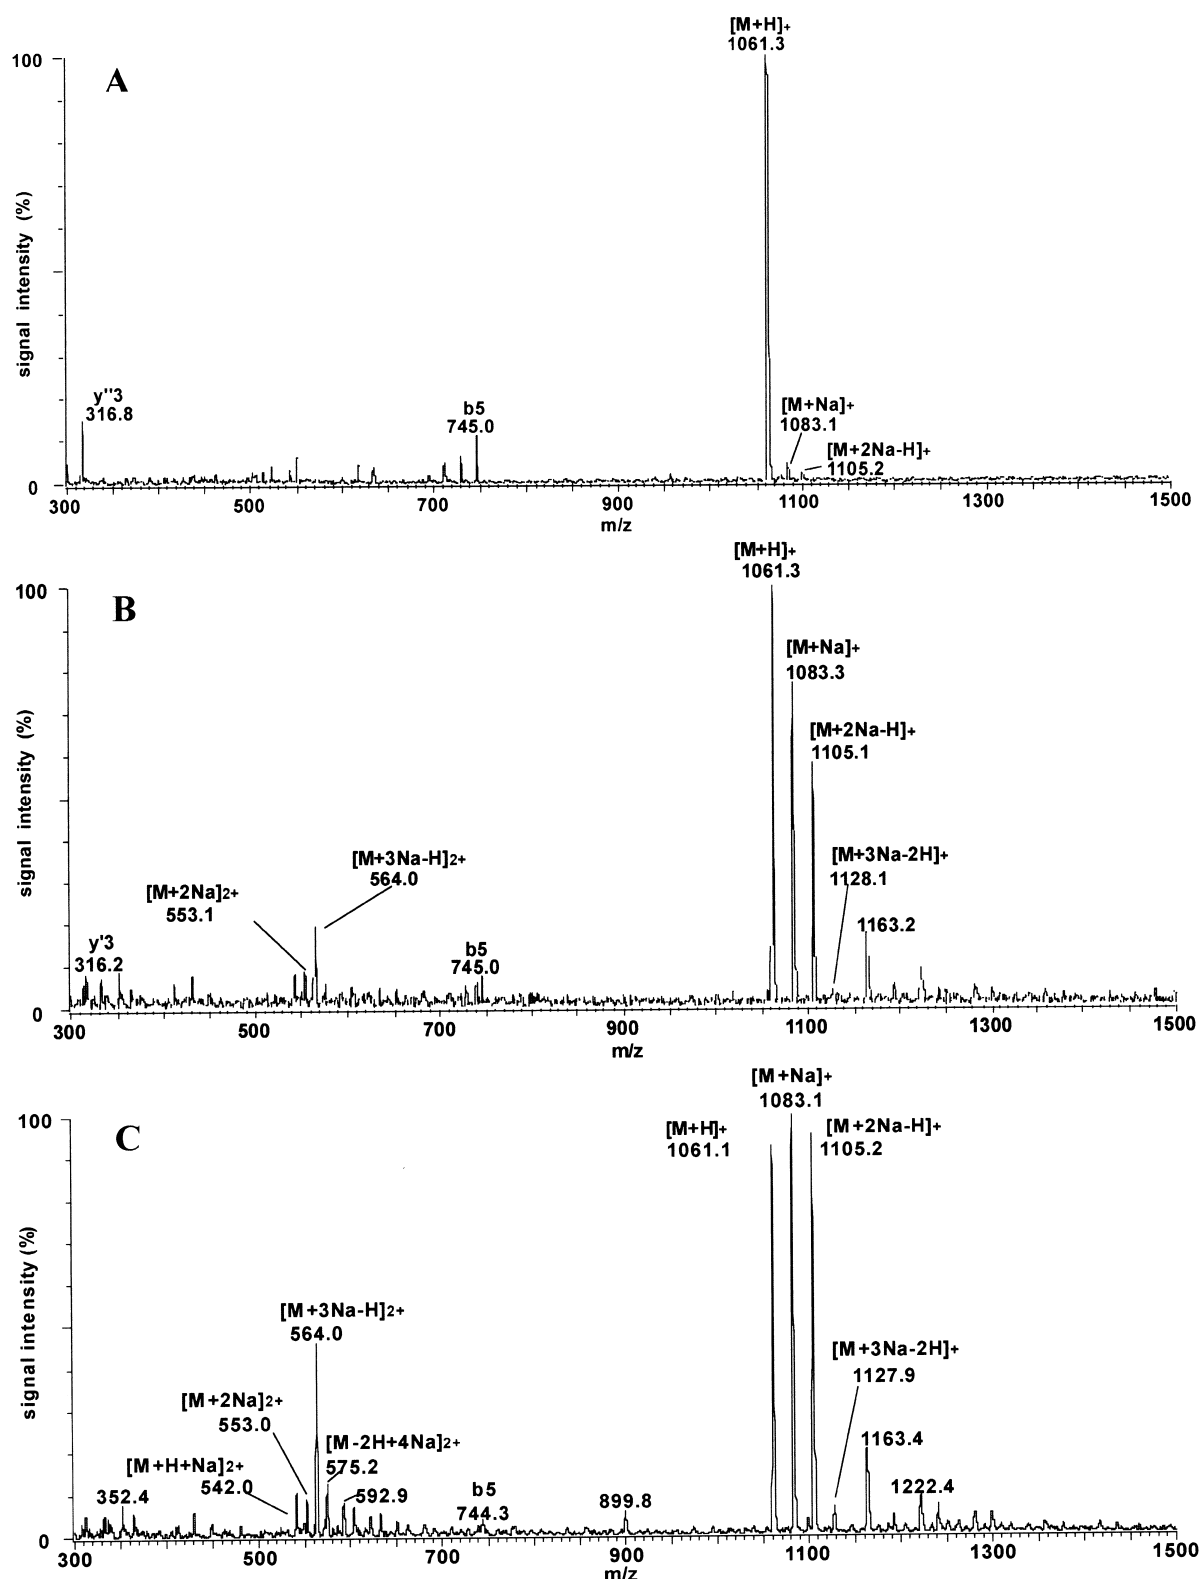 [M+H]+
1061.3
100
A
signal intensity (%)
y''3
316.8
b5
745.0
[M+Na]+
1083.1
[M+2Na-H]+
1105.2
0
300 500 700 900 1100 1300 1500
m/z
[M+H]+
1061.3
100
B
[M+Na]+
1083.3
signal intensity (%)
[M+2Na-H]+
1105.1
[M+3Na-H]2+
564.0
[M+3Na-2H]+
1128.1
[M+2Na]2+
553.1
1163.2
y'3
316.2
b5
745.0
0
300 500 700 900 1100 1300 1500
m/z
[M+Na]+
1083.1
100
C
[M+H]+
1061.1
[M+2Na-H]+
1105.2
signal intensity (%)
[M+3Na-H]2+
564.0
[M+3Na-2H]+
1127.9
[M+2Na]2+
553.0
[M-2H+4Na]2+
575.2
1163.4
[M+H+Na]2+
542.0
352.4
592.9
b5
744.3
899.8
1222.4
0
300 500 700 900 1100 1300 1500
m/z